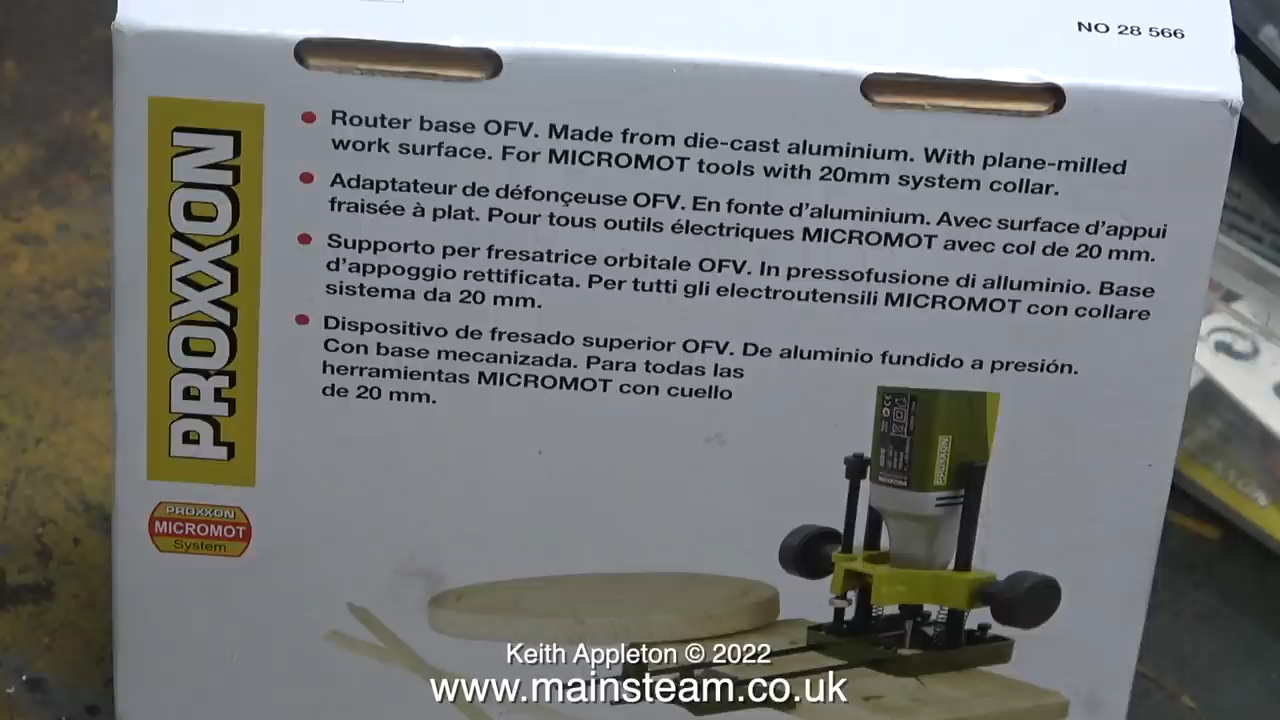 NO 28 566
PROXXON
Router base OFV. Made from die-cast aluminium. With plane-milled
work surface. For MICROMOT tools with 20mm system collar.
Adaptateur de défonçeuse OFV. En fonte d'aluminium. Avec surface d'appui
fraisée à plat. Pour tous outils électriques MICROMOT avec col de 20 mm.
Supporto per fresatrice orbitale OFV. In pressofusione di alluminio. Base
d'appoggio rettificata. Per tutti gli electroutensili MICROMOT con collare
sistema da 20 mm.
Dispositivo de fresado superior OFV. De aluminio fundido a presión.
Con base mecanizada. Para todas las
herramientas MICROMOT con cuello
de 20 mm.
PROXXON
MICROMOT
System
PROXXON
Keith Appleton © 2022
www.mainsteam.co.uk